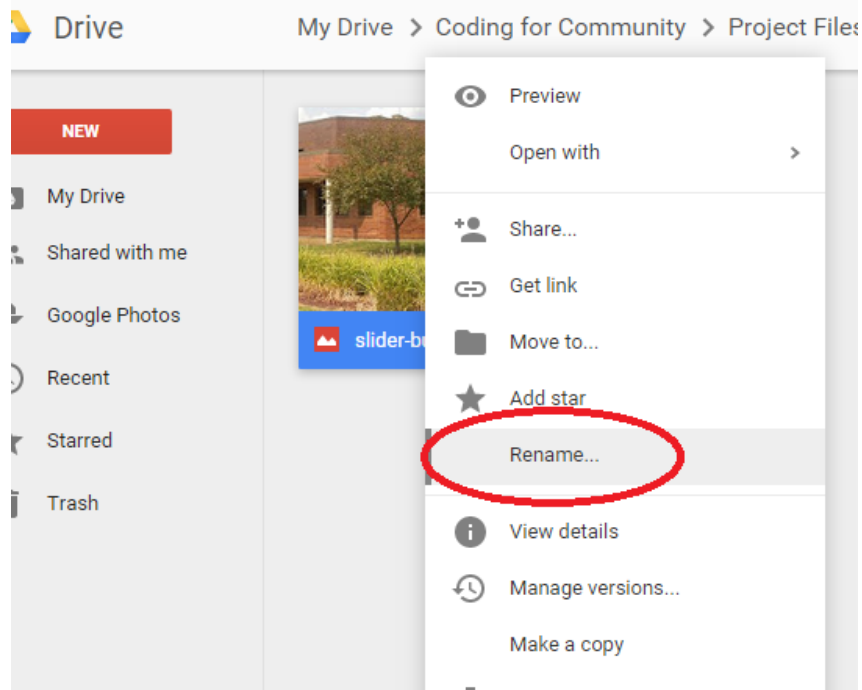 Drive
My Drive > Coding for Community > Project Files
NEW
My Drive
Shared with me
Google Photos
Recent
Starred
Trash
slider-bu
Preview
Open with
Share...
Get link
Move to...
Add star
Rename...
View details
Manage versions...
Make a copy